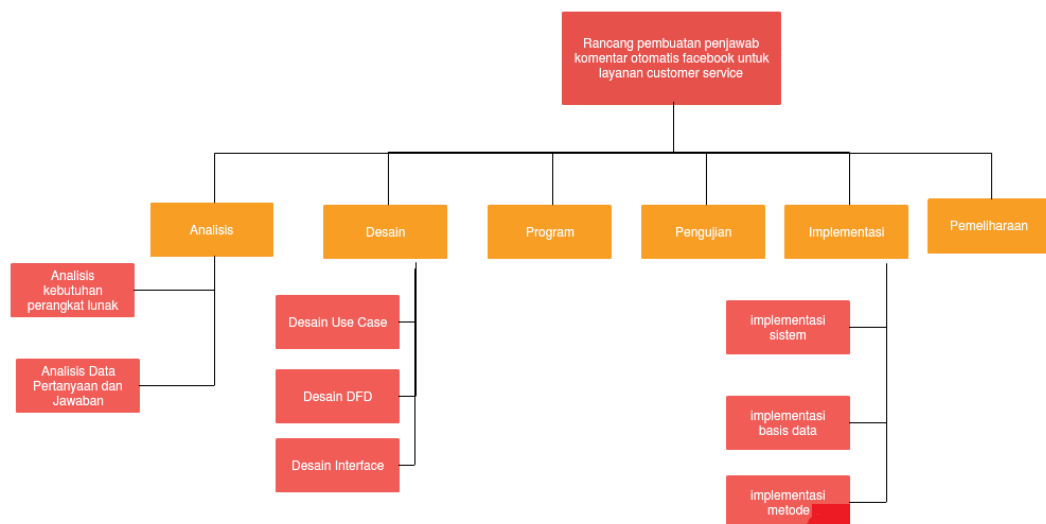 Rancang pembuatan penjawab
komentar otomatis facebook untuk
layanan customer service
Analisis
Desain
Program
Pengujian
Implementasi
Pemeliharaan
Analisis
kebutuhan
perangkat lunak
Analisis Data
Pertanyaan dan
Jawaban
Desain Use Case
Desain DFD
Desain Interface
implementasi
sistem
implementasi
basis data
implementasi
metode